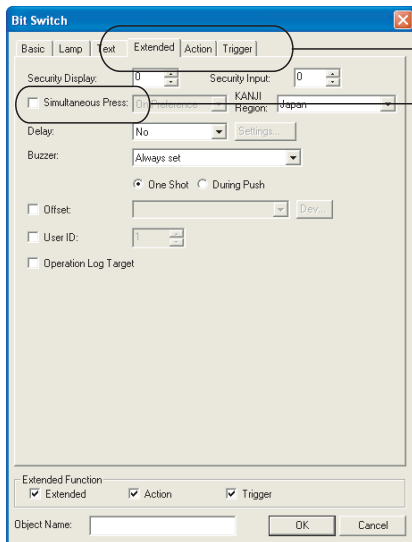 Bit Switch
Basic Lamp Text Extended Action Trigger
Security Display: 0 Security Input: 0
Simultaneous Press: On Preference KANJI Region: Japan
Delay: No Settings...
Buzzer: Always set
One Shot During Push
Offset: Dev...
User ID: 1
Operation Log Target
Extended Function
Extended Action Trigger
Object Name: OK Cancel